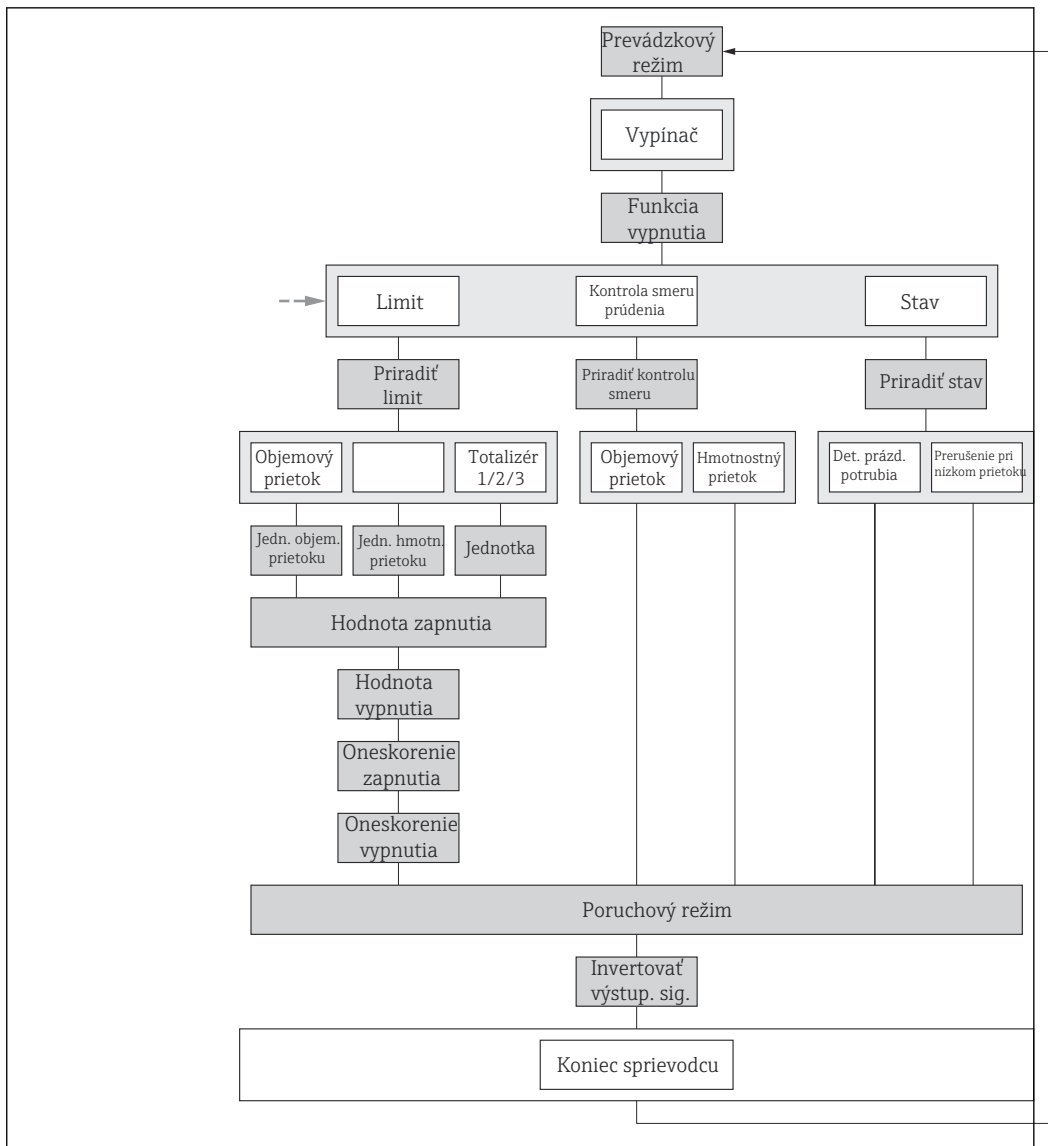 Prevádzkový
režim
Vypínač
Funkcia
vypnutia
Limit
Kontrola smeru
prúdenia
Stav
Priradiť
limit
Priradiť kontrolu
smeru
Priradiť stav
Objemový
prietok
Totalizér
1/2/3
Objemový
prietok
Hmotnostný
prietok
Det. prázd.
potrubia
Prerušenie pri
nízkom prietoku
Jedn. objem.
prietoku
Jedn. hmotn.
prietoku
Jednotka
Hodnota zapnutia
Hodnota
vypnutia
Oneskorenie
zapnutia
Oneskorenie
vypnutia
Poruchový režim
Invertovať
výstup. sig.
Koniec sprievodcu